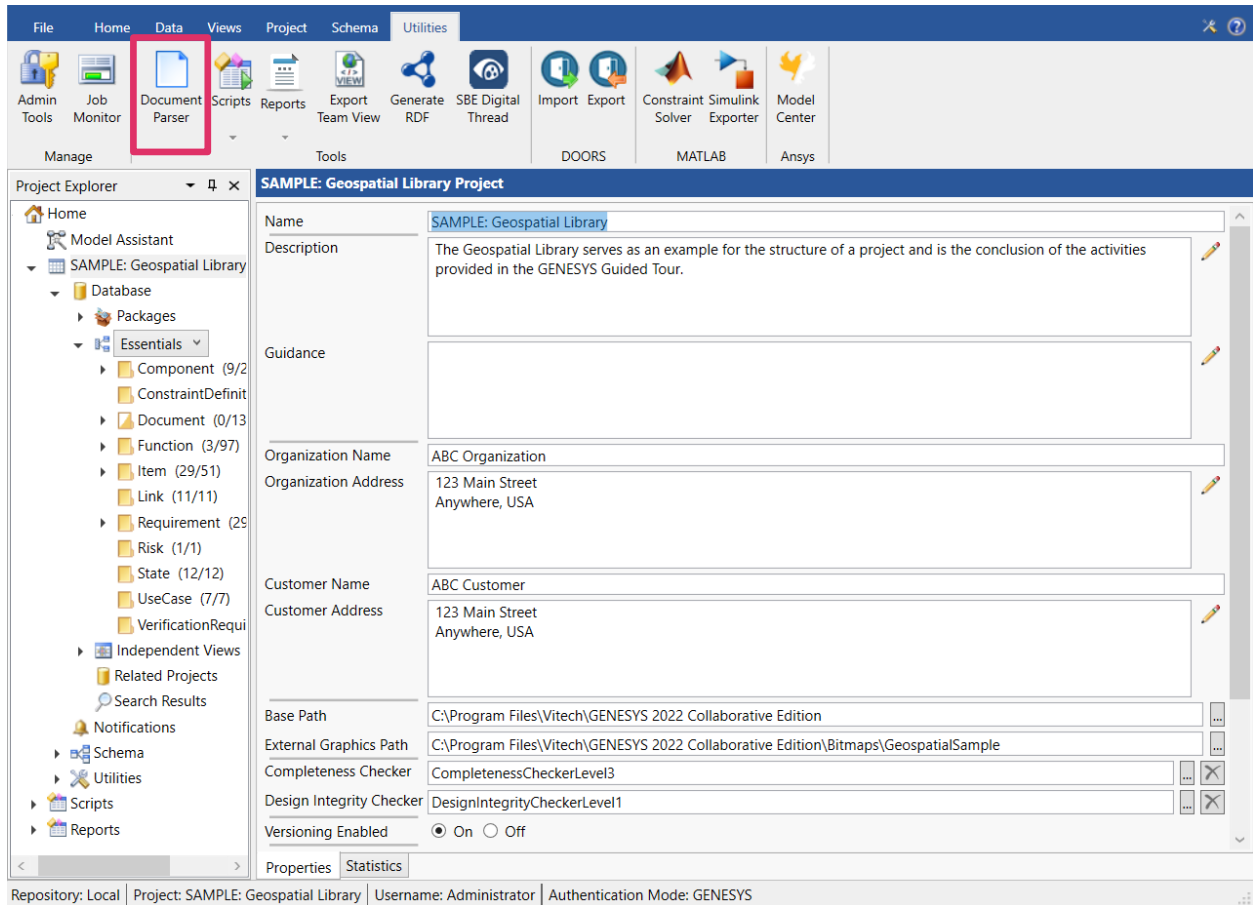 File Home Data Views Project Schema Utilities
VIEW
Admin Tools
Job Monitor
Document Parser
Scripts
Reports
Export Team View
Generate RDF
SBE Digital Thread
Import
Export
Constraint Solver
Simulink Exporter
Model Center
Manage Tools DOORS MATLAB Ansys
Project Explorer
Home
Model Assistant
SAMPLE: Geospatial Library
Database
Packages
Essentials
Component (9/2
ConstraintDefinit
Document (0/13
Function (3/97)
Item (29/51)
Link (11/11)
Requirement (29
Risk (1/1)
State (12/12)
UseCase (7/7)
VerificationRequi
Independent Views
Related Projects
Search Results
Notifications
Schema
Utilities
Scripts
Reports
SAMPLE: Geospatial Library Project
Name SAMPLE: Geospatial Library
Description The Geospatial Library serves as an example for the structure of a project and is the conclusion of the activities
provided in the GENESYS Guided Tour.
Guidance
Organization Name ABC Organization
Organization Address 123 Main Street
Anywhere, USA
Customer Name ABC Customer
Customer Address 123 Main Street
Anywhere, USA
Base Path C:\Program Files\Vitech\GENESYS 2022 Collaborative Edition ...
External Graphics Path C:\Program Files\Vitech\GENESYS 2022 Collaborative Edition\Bitmaps\GeospatialSample ...
Completeness Checker CompletenessCheckerLevel3 ...
Design Integrity Checker DesignIntegrityCheckerLevel1 ...
Versioning Enabled On Off
Properties Statistics
Repository: Local Project: SAMPLE: Geospatial Library Username: Administrator Authentication Mode: GENESYS